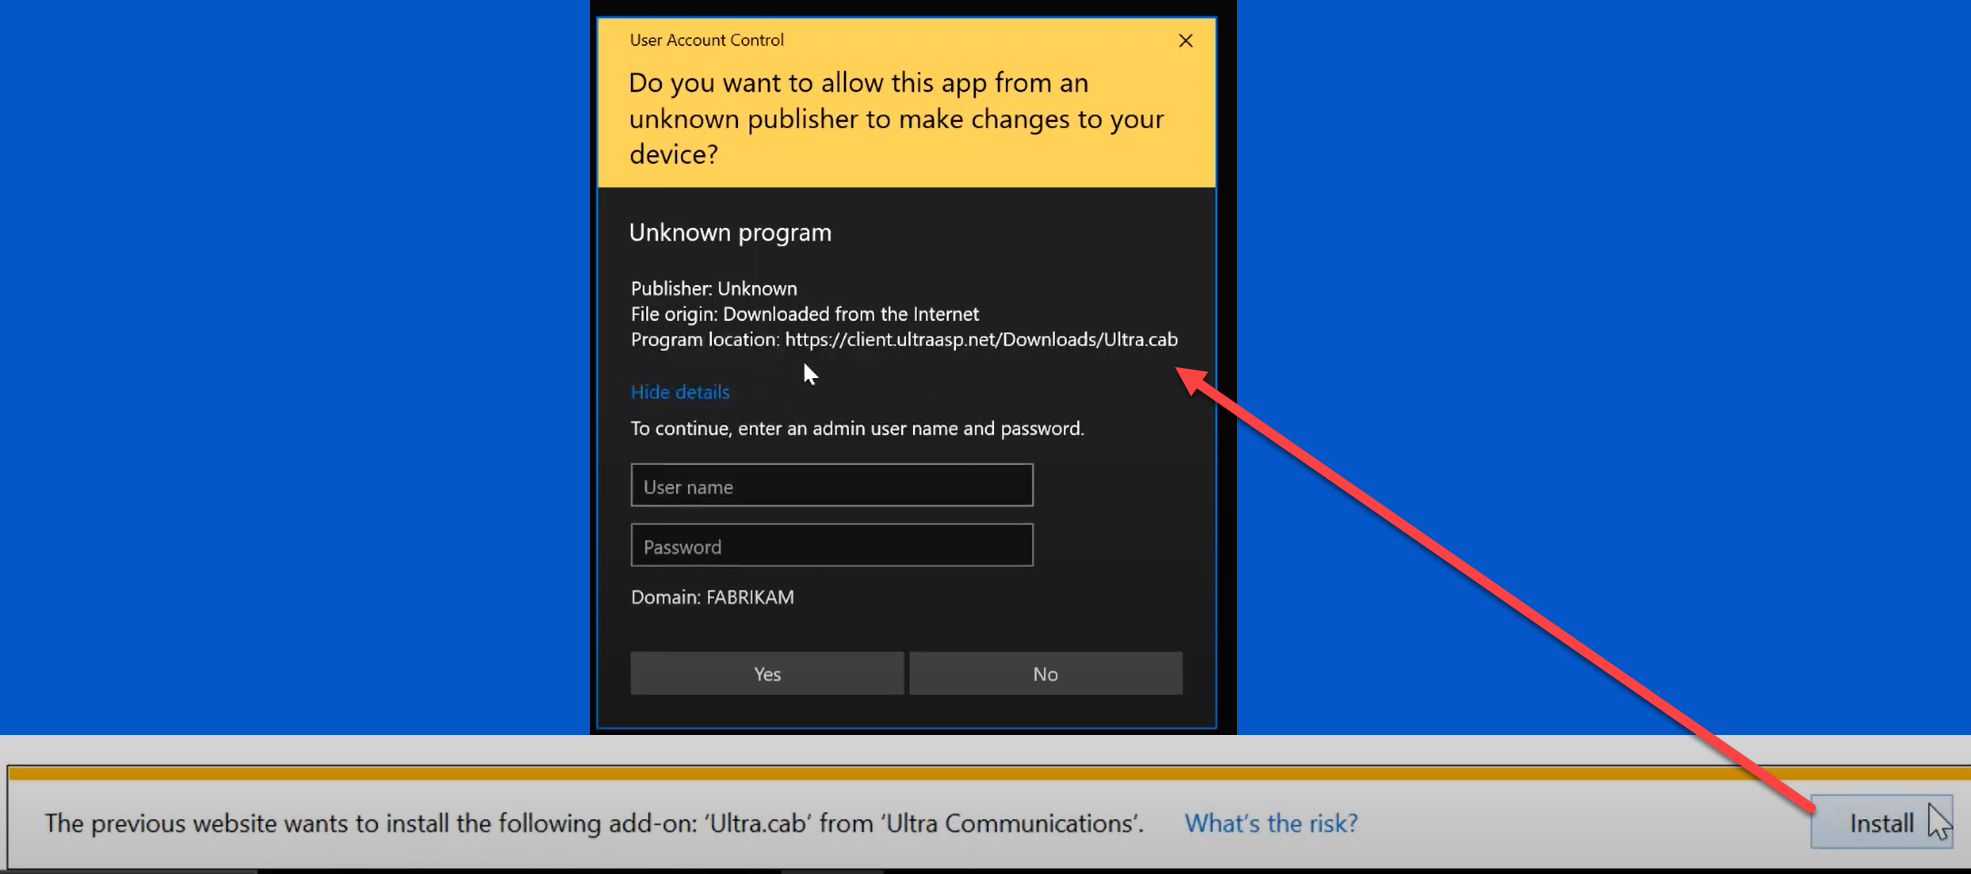 User Account Control
Do you want to allow this app from an
unknown publisher to make changes to your
device?
Unknown program
Publisher: Unknown
File origin: Downloaded from the Internet
Program location: https://client.ultraasp.net/Downloads/Ultra.cab
Hide details
To continue, enter an admin user name and password.
User name
Password
Domain: FABRIKAM
Yes No
The previous website wants to install the following add-on: ‘Ultra.cab’ from ‘Ultra Communications’. What’s the risk? Install